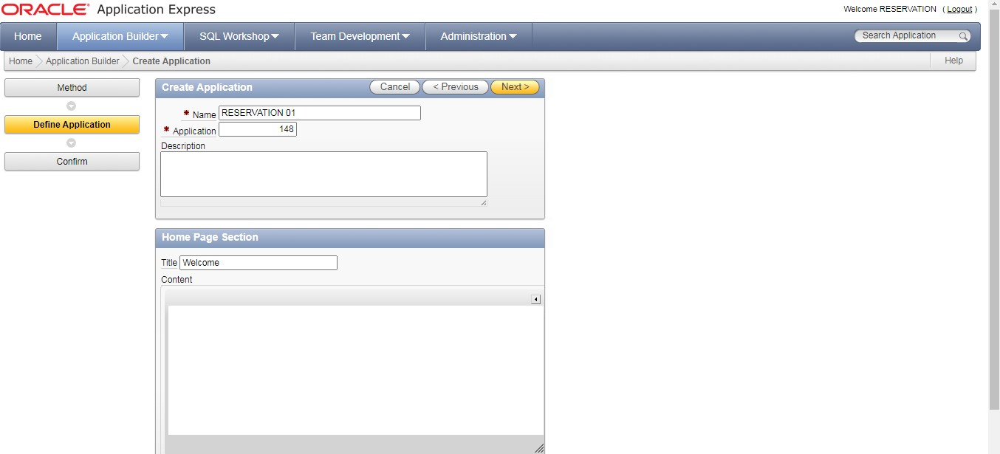 ORACLE® Application Express
Welcome RESERVATION ( Logout )
Home Application Builder SQL Workshop Team Development Administration Search Application
Home Application Builder Create Application Help
Method
Define Application
Confirm
Create Application Cancel < Previous Next >
* Name RESERVATION 01
* Application 148
Description
Home Page Section
Title Welcome
Content